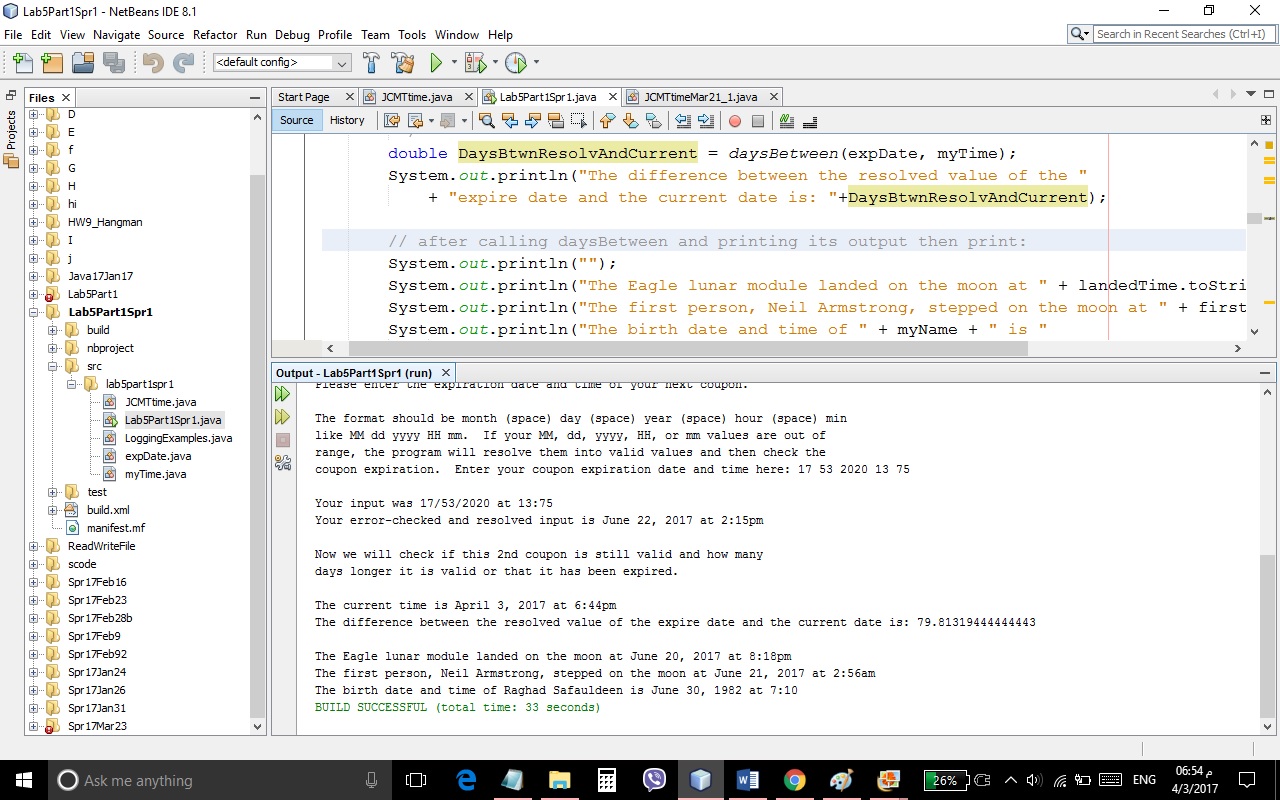 Lab5Part1Spr1 - NetBeans IDE 8.1
File Edit View Navigate Source Refactor Run Debug Profile Team Tools Window Help
Search in Recent Searches (Ctrl+I)
<default config>
Projects
Files
D
E
f
G
H
hi
HW9_Hangman
I
j
Java17Jan17
Lab5Part1
Lab5Part1Spr1
build
nbproject
src
lab5part1spr1
JCMTtime.java
Lab5Part1Spr1.java
LoggingExamples.java
expDate.java
myTime.java
test
build.xml
manifest.mf
ReadWriteFile
scode
Spr17Feb16
Spr17Feb23
Spr17Feb28b
Spr17Feb9
Spr17Feb92
Spr17Jan24
Spr17Jan26
Spr17Jan31
Spr17Mar23
Start Page JCMTtime.java Lab5Part1Spr1.java JCMTtimeMar21_1.java
Source History
double DaysBtwnResolvAndCurrent = daysBetween(expDate, myTime);
System.out.println("The difference between the resolved value of the "
+ "expire date and the current date is: "+DaysBtwnResolvAndCurrent);
// after calling daysBetween and printing its output then print:
System.out.println("");
System.out.println("The Eagle lunar module landed on the moon at " + landedTime.toStri
System.out.println("The first person, Neil Armstrong, stepped on the moon at " + first
System.out.println("The birth date and time of " + myName + " is "
Output - Lab5Part1Spr1 (run)
Please enter the expiration date and time of your next coupon.
The format should be month (space) day (space) year (space) hour (space) min
like MM dd yyyy HH mm.  If your MM, dd, yyyy, HH, or mm values are out of
range, the program will resolve them into valid values and then check the
coupon expiration.  Enter your coupon expiration date and time here: 17 53 2020 13 75
Your input was 17/53/2020 at 13:75
Your error-checked and resolved input is June 22, 2017 at 2:15pm
Now we will check if this 2nd coupon is still valid and how many
days longer it is valid or that it has been expired.
The current time is April 3, 2017 at 6:44pm
The difference between the resolved value of the expire date and the current date is: 79.81319444444443
The Eagle lunar module landed on the moon at June 20, 2017 at 8:18pm
The first person, Neil Armstrong, stepped on the moon at June 21, 2017 at 2:56am
The birth date and time of Raghad Safauldeen is June 30, 1982 at 7:10
BUILD SUCCESSFUL (total time: 33 seconds)
Ask me anything
26%
ENG
06:54 م
4/3/2017